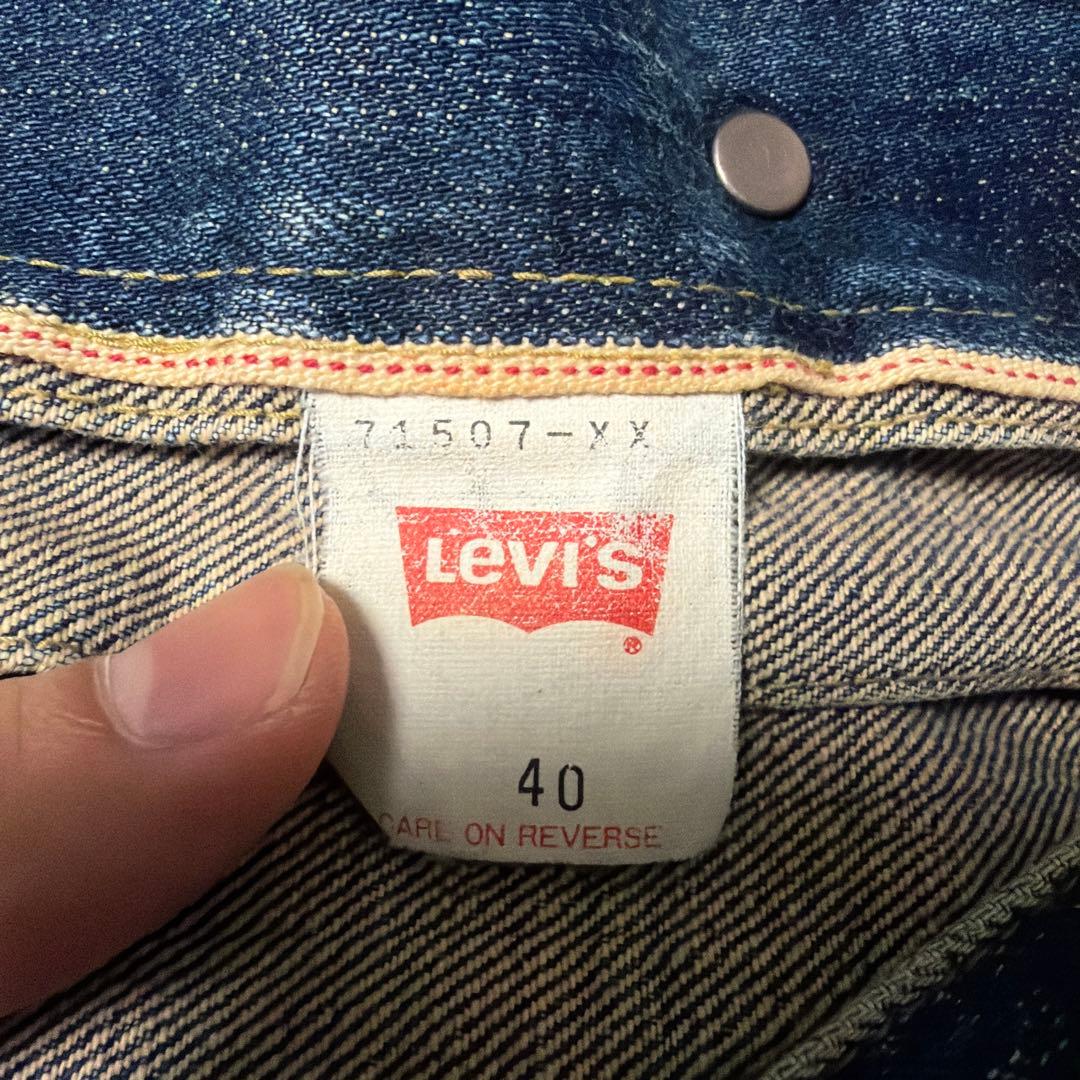 71507-XX
Levi's
®
40
CARE ON REVERSE